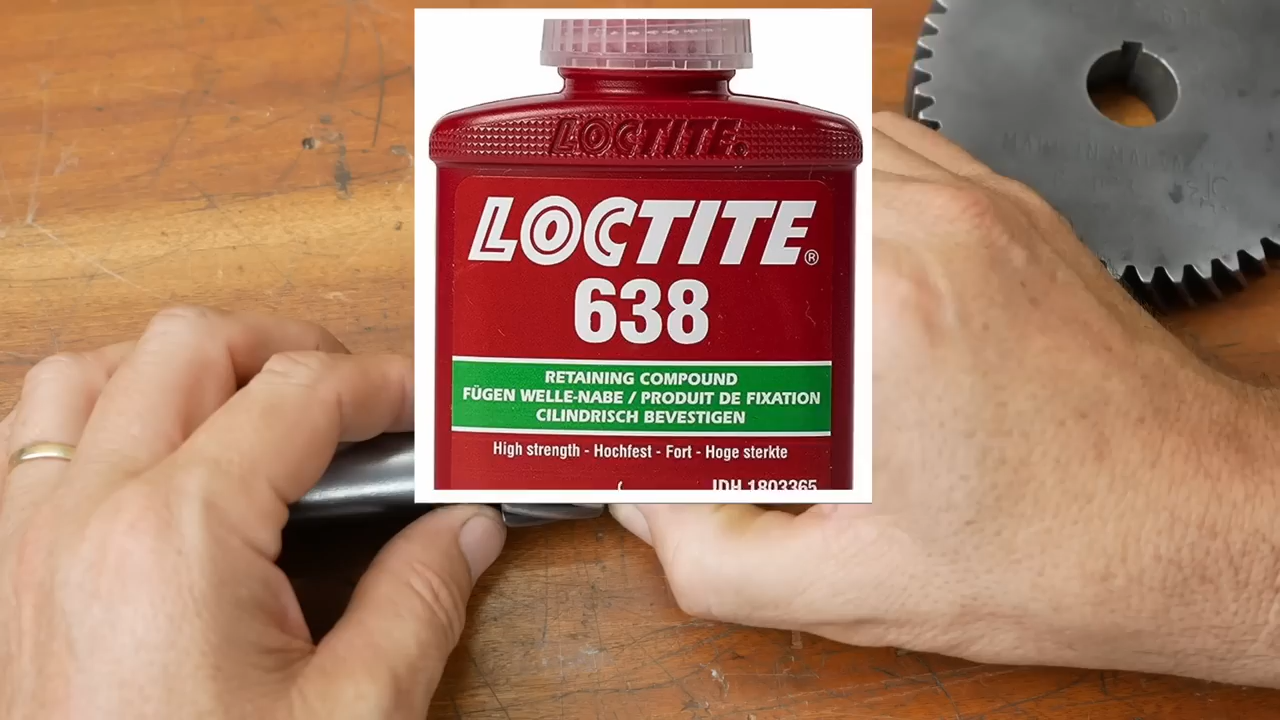 LOCTITE.
LOCTITE®
638
RETAINING COMPOUND
FÜGEN WELLE-NABE / PRODUIT DE FIXATION
CILINDRISCH BEVESTIGEN
High strength - Hochfest - Fort - Hoge sterkte
IDH 1803365